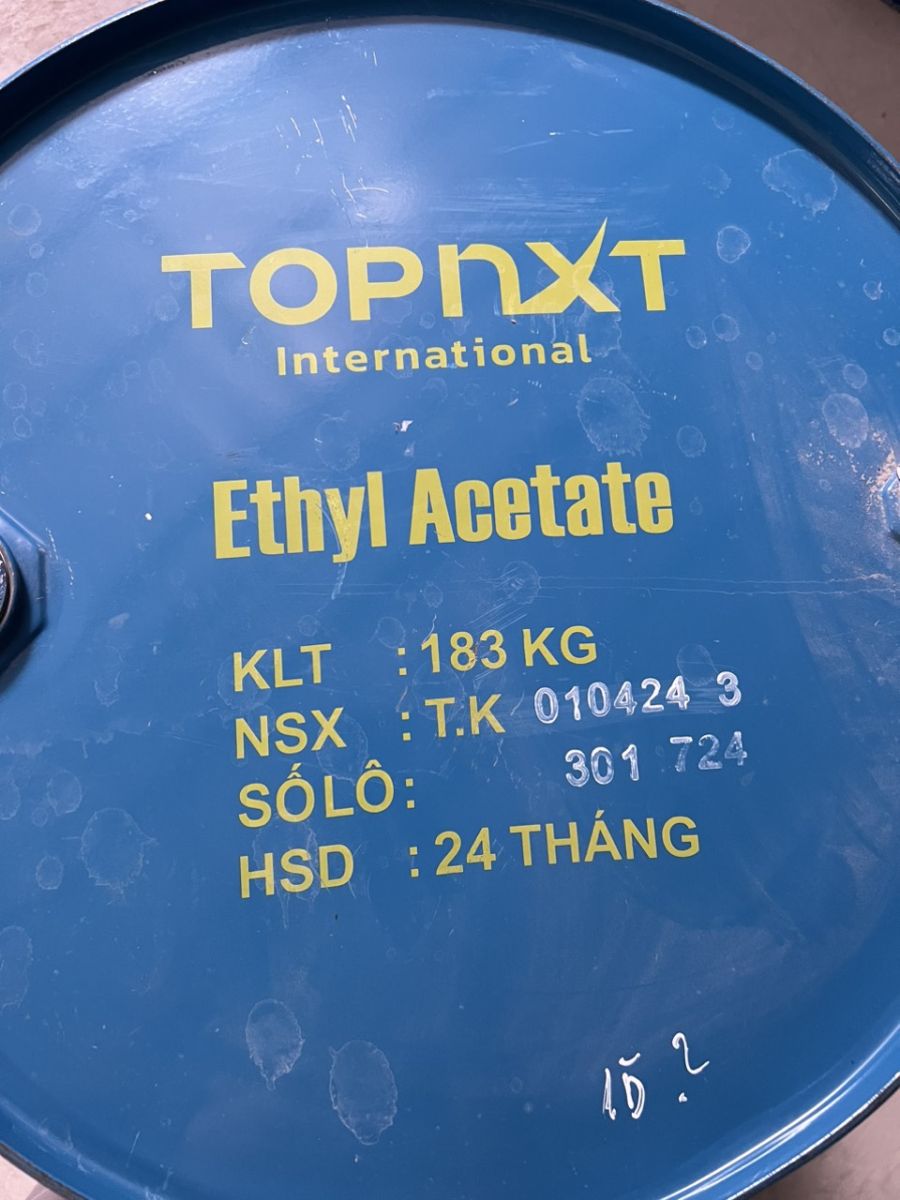 TOPNXT
International
Ethyl Acetate
KLT : 183 KG
NSX : T.K 010424 3
SỐLÔ: 301 724
HSD : 24 THÁNG